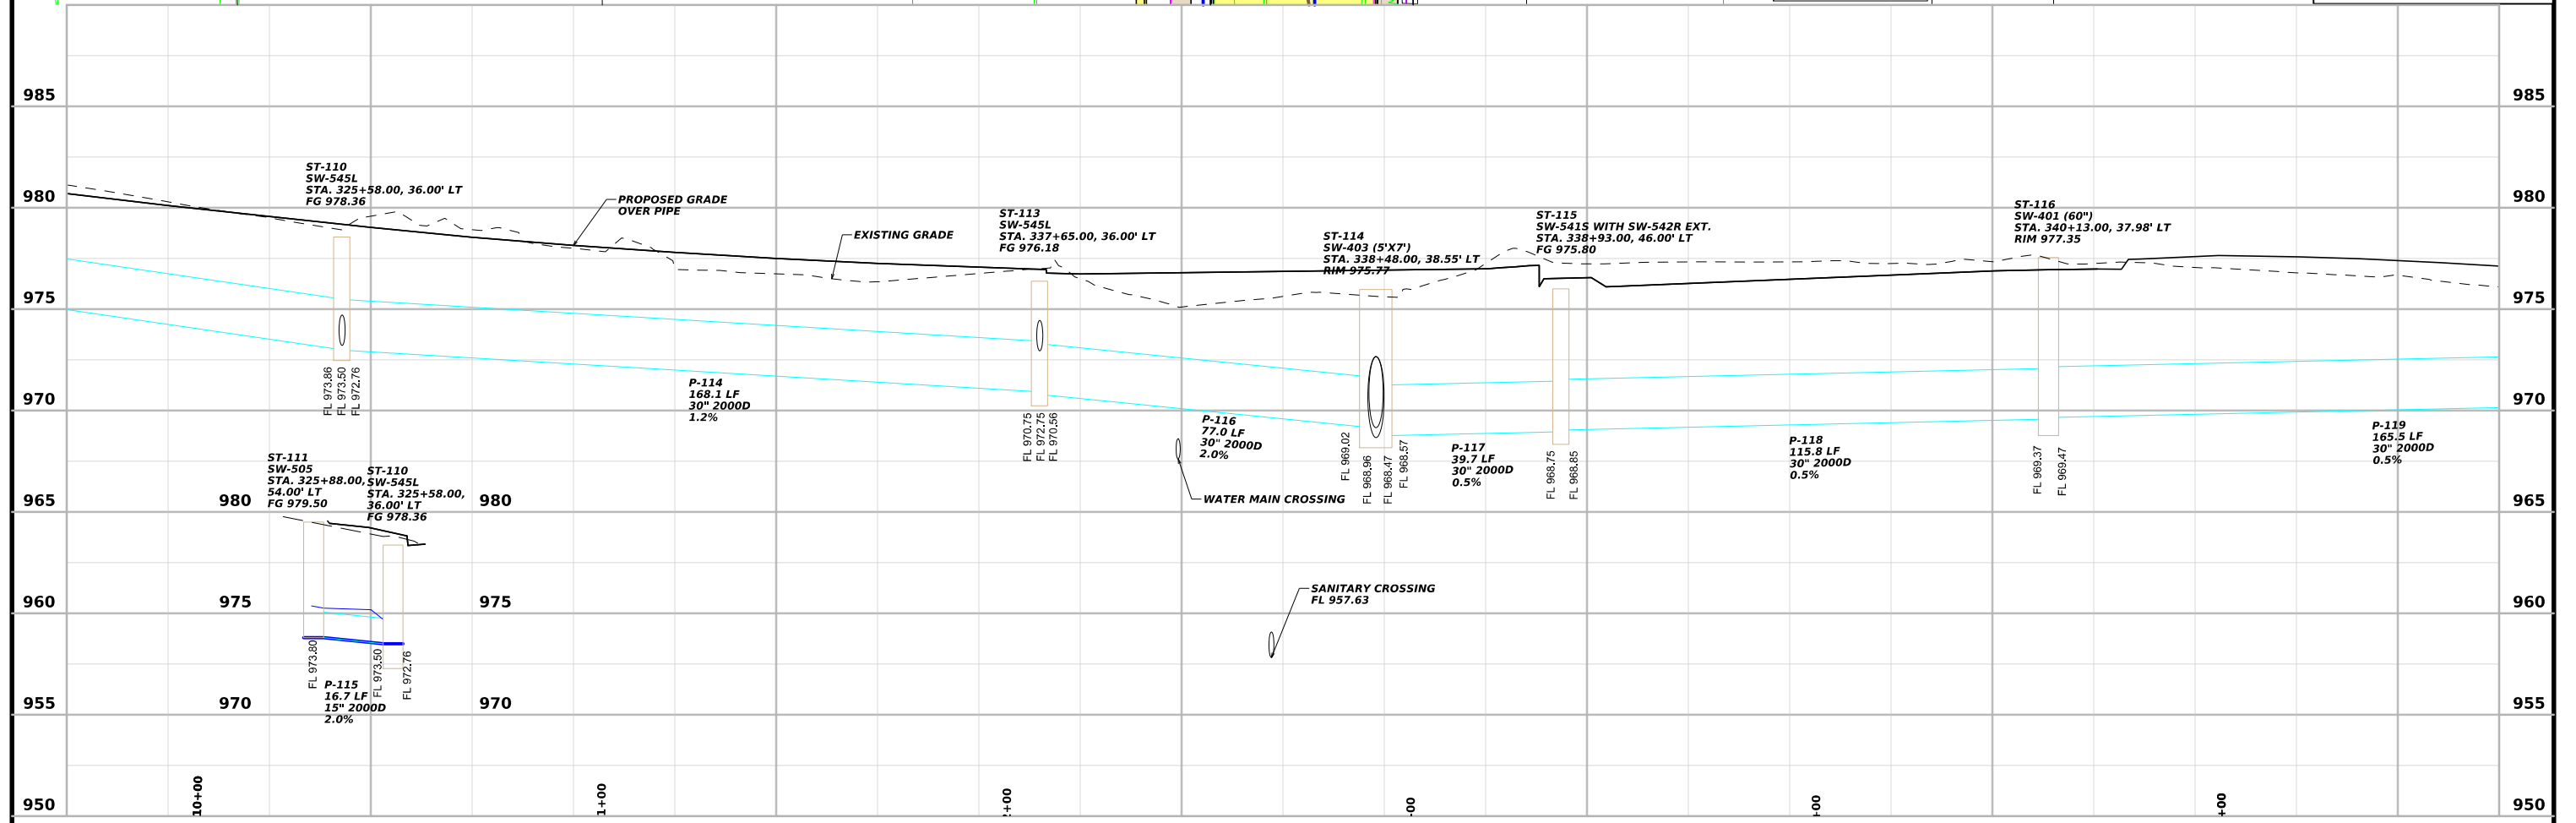 985
985
980
980
975
975
970
970
965
965
960
960
955
955
950
950
ST-110
SW-545L
STA. 325+58.00, 36.00' LT
FG 978.36
PROPOSED GRADE
OVER PIPE
EXISTING GRADE
ST-113
SW-545L
STA. 337+65.00, 36.00' LT
FG 976.18
ST-114
SW-403 (5'X7')
STA. 338+48.00, 38.55' LT
RIM 975.77
ST-115
SW-541S WITH SW-542R EXT.
STA. 338+93.00, 46.00' LT
FG 975.80
ST-116
SW-401 (60")
STA. 340+13.00, 37.98' LT
RIM 977.35
FL 973.86
FL 973.50
FL 972.76
P-114
168.1 LF
30" 2000D
1.2%
FL 970.75
FL 972.75
FL 970.56
P-116
77.0 LF
30" 2000D
2.0%
WATER MAIN CROSSING
FL 969.02
FL 968.96
FL 968.47
FL 968.57
P-117
39.7 LF
30" 2000D
0.5%
FL 968.75
FL 968.85
P-118
115.8 LF
30" 2000D
0.5%
FL 969.37
FL 969.47
P-119
165.5 LF
30" 2000D
0.5%
ST-111
SW-505
STA. 325+88.00,
54.00' LT
FG 979.50
ST-110
SW-545L
STA. 325+58.00,
36.00' LT
FG 978.36
980
980
975
975
970
970
FL 973.80
FL 973.50
FL 972.76
P-115
16.7 LF
15" 2000D
2.0%
SANITARY CROSSING
FL 957.63
10+00
1+00
2+00
+00
+00
+00